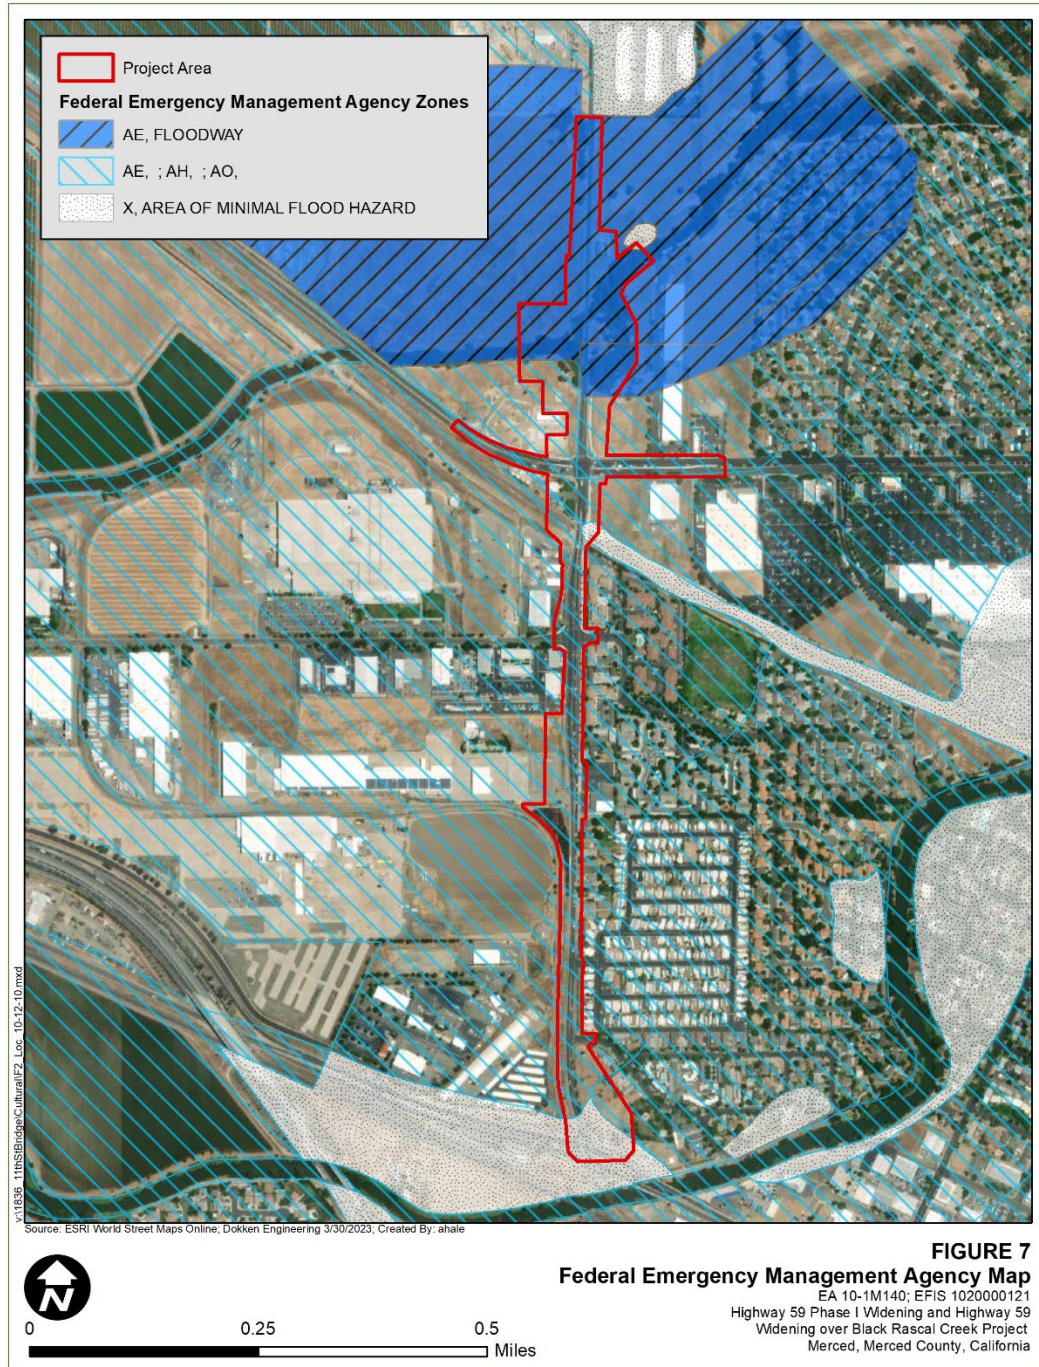 Project Area
Federal Emergency Management Agency Zones
AE, FLOODWAY
AE, ; AH, ; AO,
X, AREA OF MINIMAL FLOOD HAZARD
v:\1836_11thStBridge\Cultural\F2_Loc_10-12-10.mxd
Source: ESRI World Street Maps Online; Dokken Engineering 3/30/2023; Created By: ahale
N
0 0.25 0.5
Miles
FIGURE 7
Federal Emergency Management Agency Map
EA 10-1M140; EFIS 1020000121
Highway 59 Phase I Widening and Highway 59
Widening over Black Rascal Creek Project
Merced, Merced County, California